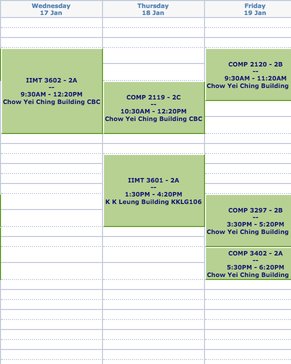 Wednesday
17 Jan
Thursday
18 Jan
Friday
19 Jan
IIMT 3602 - 2A
--
9:30AM - 12:20PM
Chow Yei Ching Building CBC
COMP 2119 - 2C
--
10:30AM - 12:20PM
Chow Yei Ching Building CBC
IIMT 3601 - 2A
--
1:30PM - 4:20PM
K K Leung Building KKLG106
COMP 2120 - 2B
--
9:30AM - 11:20AM
Chow Yei Ching Building
COMP 3297 - 2B
--
3:30PM - 5:20PM
Chow Yei Ching Building
COMP 3402 - 2A
--
5:30PM - 6:20PM
Chow Yei Ching Building